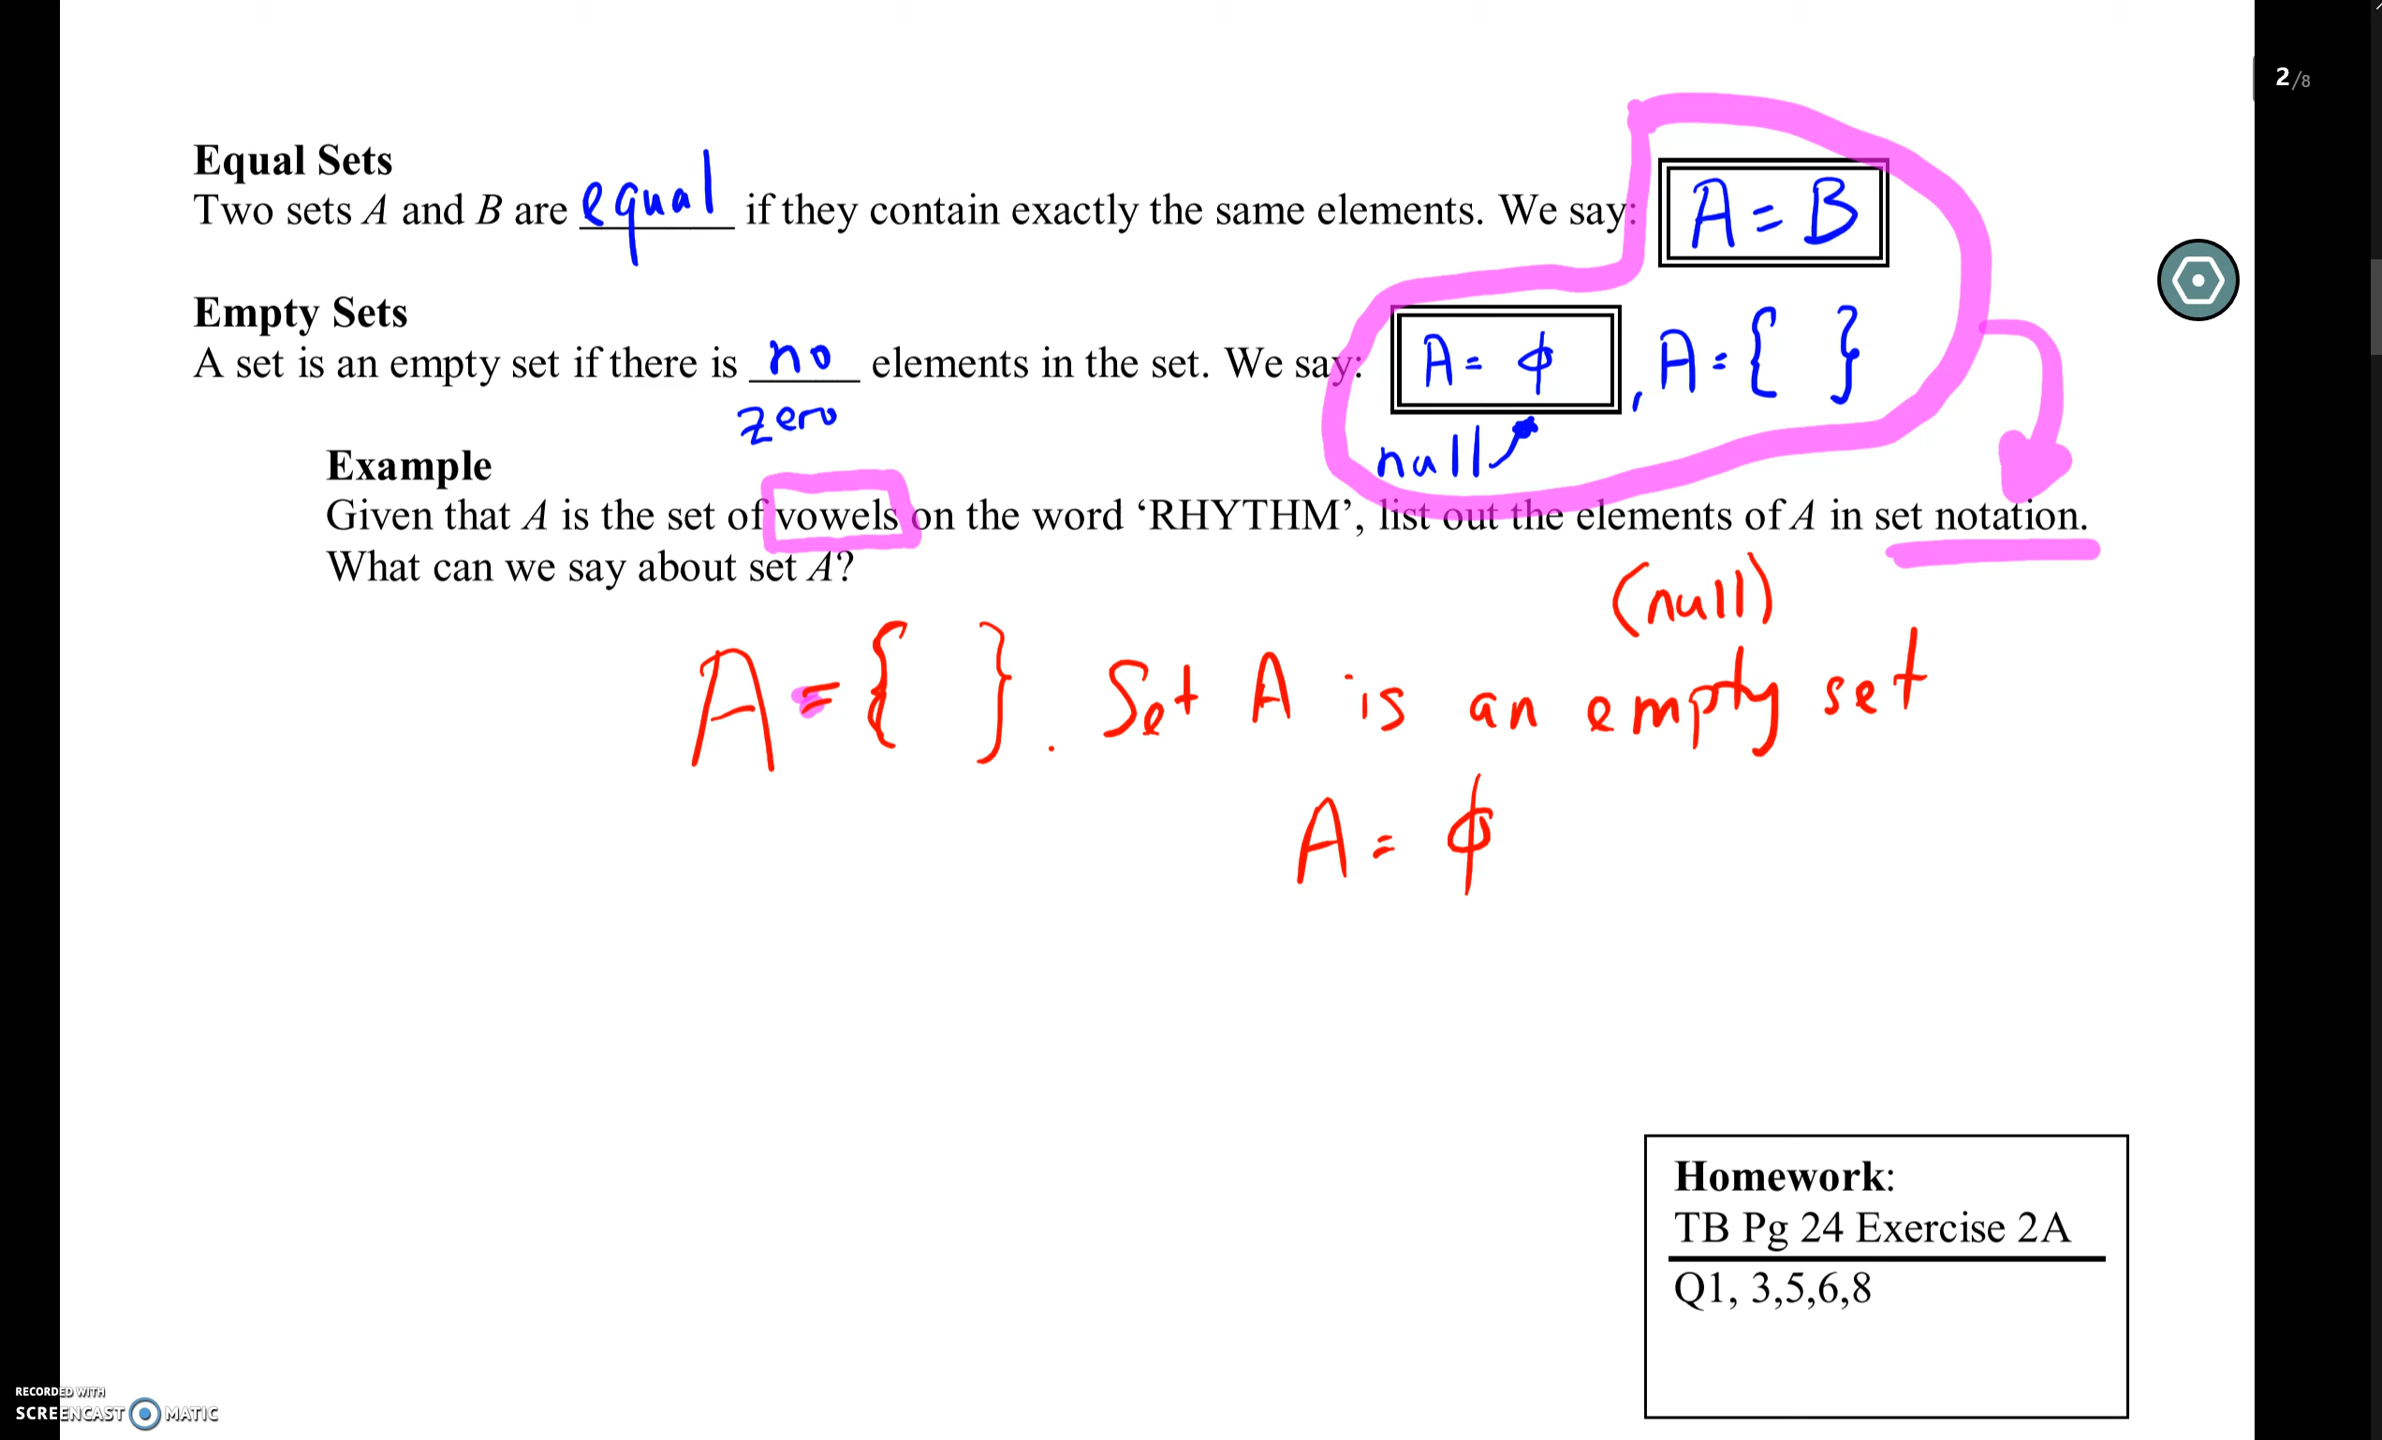 2/8
Equal Sets
Two sets A and B are equal if they contain exactly the same elements. We say: A = B
Empty Sets
A set is an empty set if there is no elements in the set. We say: A = ϕ , A = { }
zero
null
Example
Given that A is the set of vowels on the word ‘RHYTHM’, list out the elements of A in set notation.
What can we say about set A?
(null)
A = { }. Set A is an empty set
A = ϕ
Homework:
TB Pg 24 Exercise 2A
Q1, 3,5,6,8
RECORDED WITH
SCREENCAST MATIC